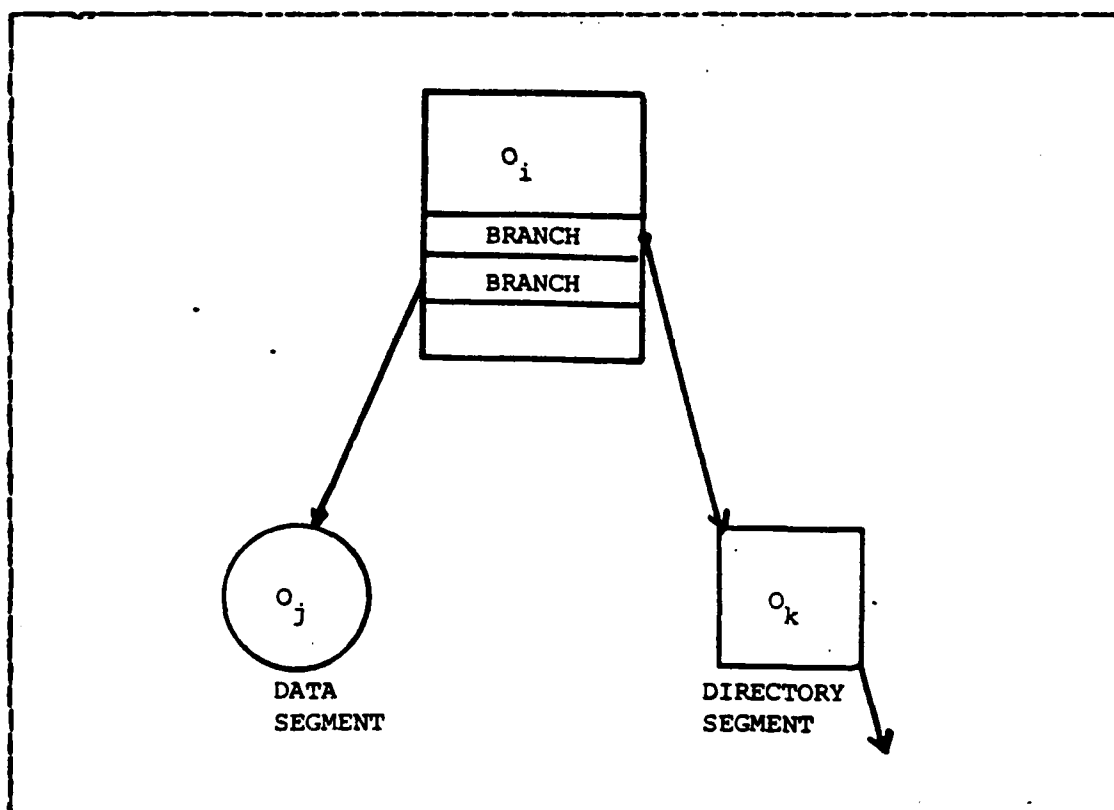 O_i
BRANCH
BRANCH
O_j
O_k
DATA
SEGMENT
DIRECTORY
SEGMENT